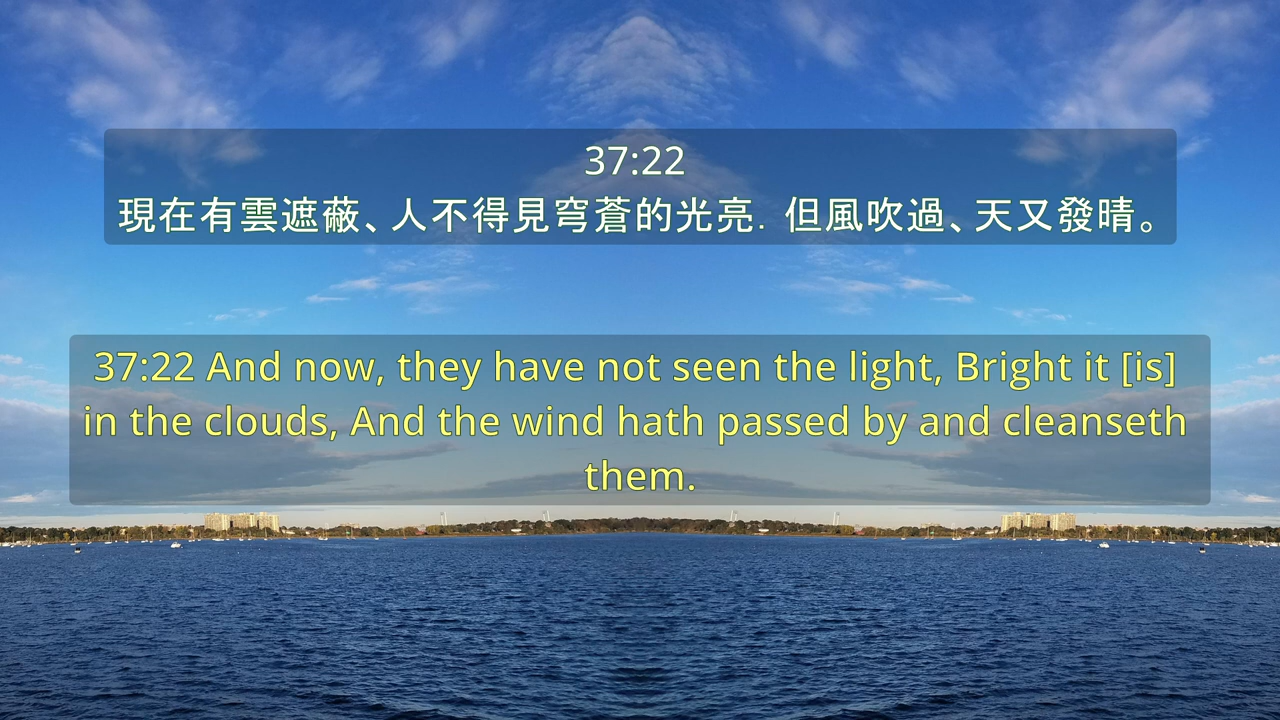 37:22
現在有雲遮蔽、人不得見穹蒼的光亮．但風吹過、天又發晴。
37:22 And now, they have not seen the light, Bright it [is]
in the clouds, And the wind hath passed by and cleanseth
them.